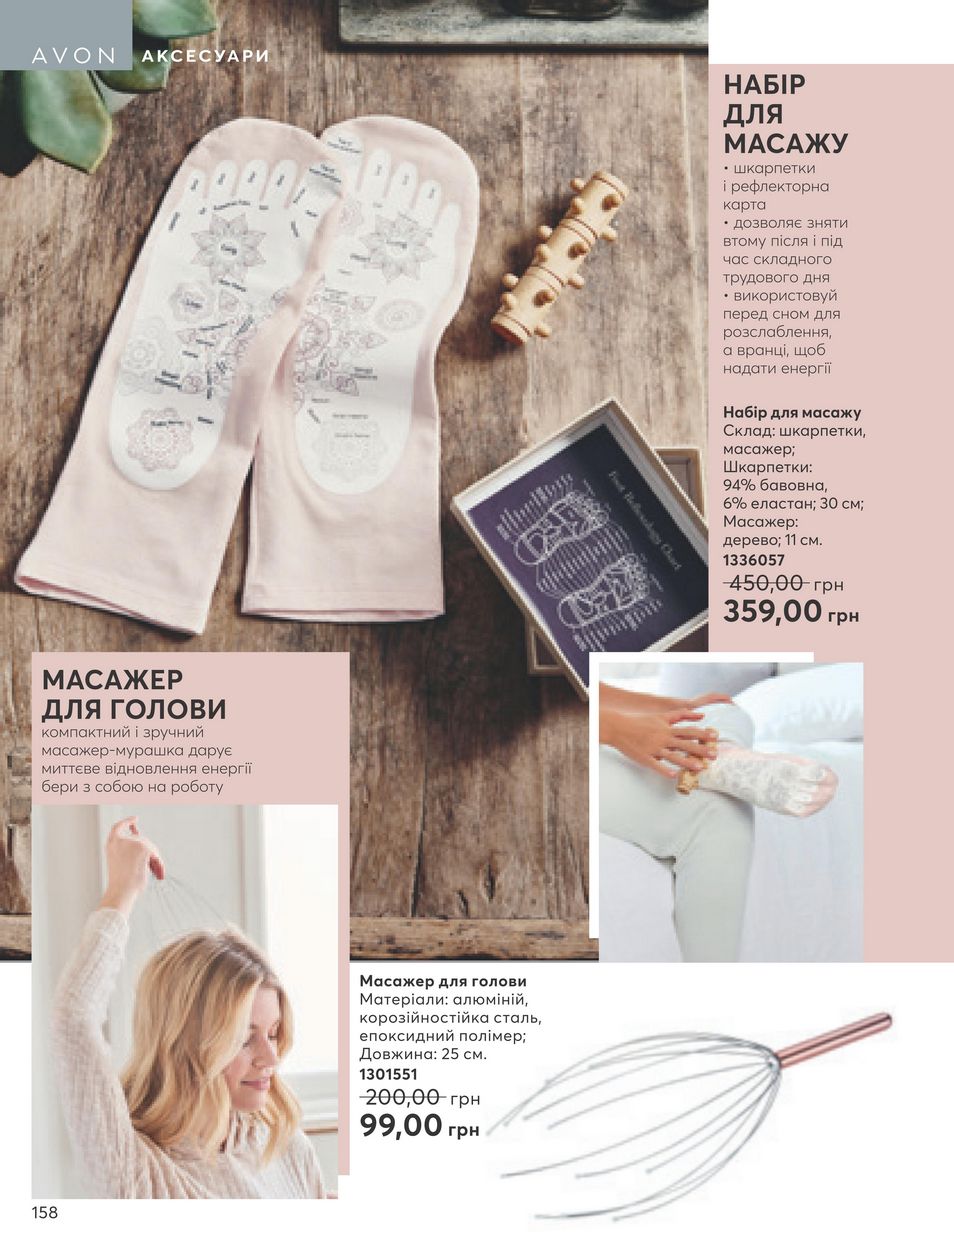 AVON АКСЕСУАРИ
НАБІР
ДЛЯ
МАСАЖУ
• шкарпетки
і рефлекторна
карта
• дозволяє зняти
втому після і під
час складного
трудового дня
• використовуй
перед сном для
розслаблення,
а вранці, щоб
надати енергії
Набір для масажу
Склад: шкарпетки,
масажер;
Шкарпетки:
94% бавовна,
6% еластан; 30 см;
Масажер:
дерево; 11 см.
1336057
450,00 грн
359,00 грн
Foot Reflexology Chart
МАСАЖЕР
ДЛЯ ГОЛОВИ
компактний і зручний
масажер-мурашка дарує
миттєве відновлення енергії
бери з собою на роботу
Масажер для голови
Матеріали: алюміній,
корозійностійка сталь,
епоксидний полімер;
Довжина: 25 см.
1301551
200,00 грн
99,00 грн
158